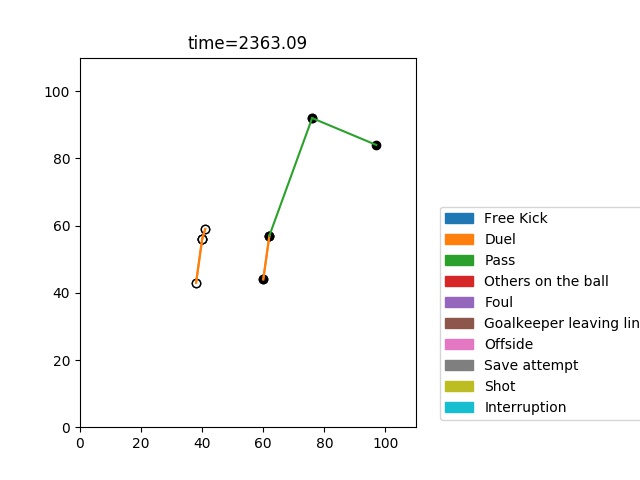 time=2363.09
100
80
60
40
20
0
0 20 40 60 80 100
Free Kick
Duel
Pass
Others on the ball
Foul
Goalkeeper leaving lin
Offside
Save attempt
Shot
Interruption